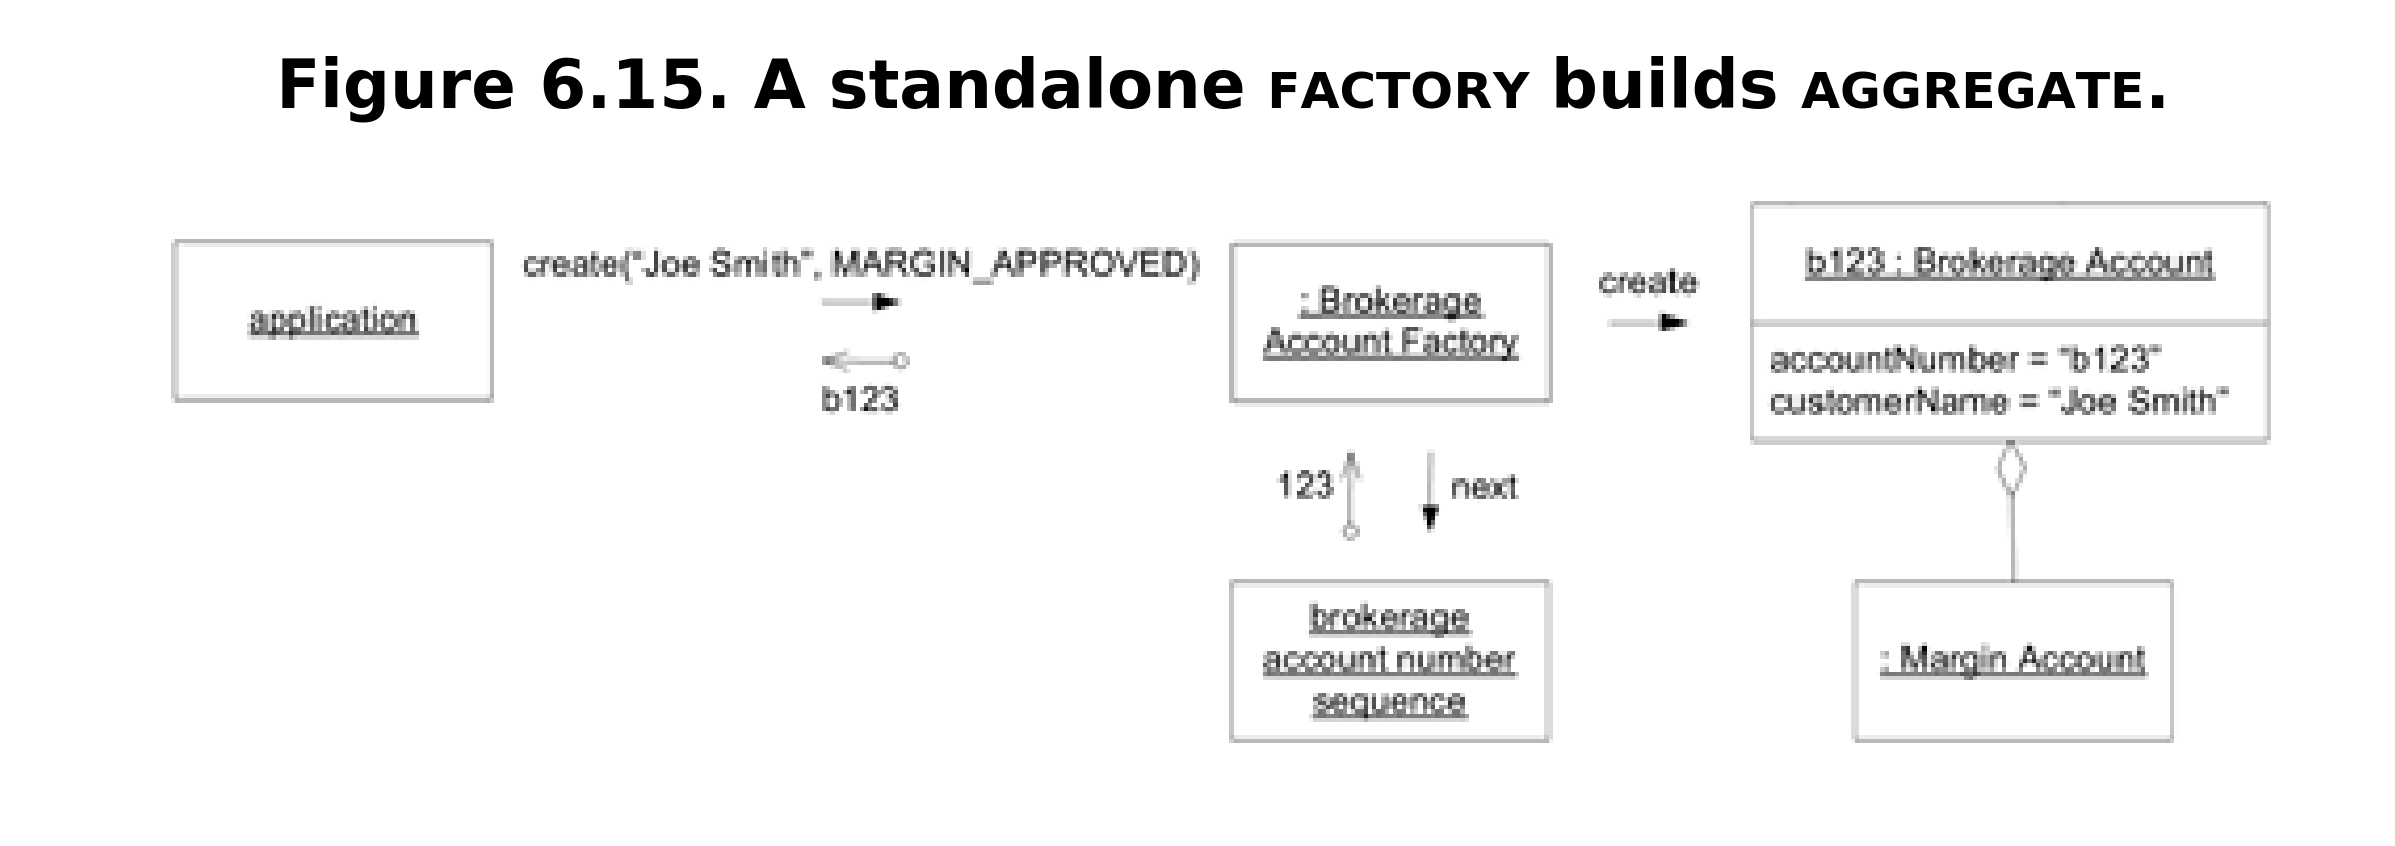 Figure 6.15. A standalone FACTORY builds AGGREGATE.
application
create("Joe Smith", MARGIN_APPROVED)
b123
: Brokerage
Account Factory
create
b123 : Brokerage Account
accountNumber = "b123"
customerName = "Joe Smith"
123
next
brokerage
account number
sequence
: Margin Account